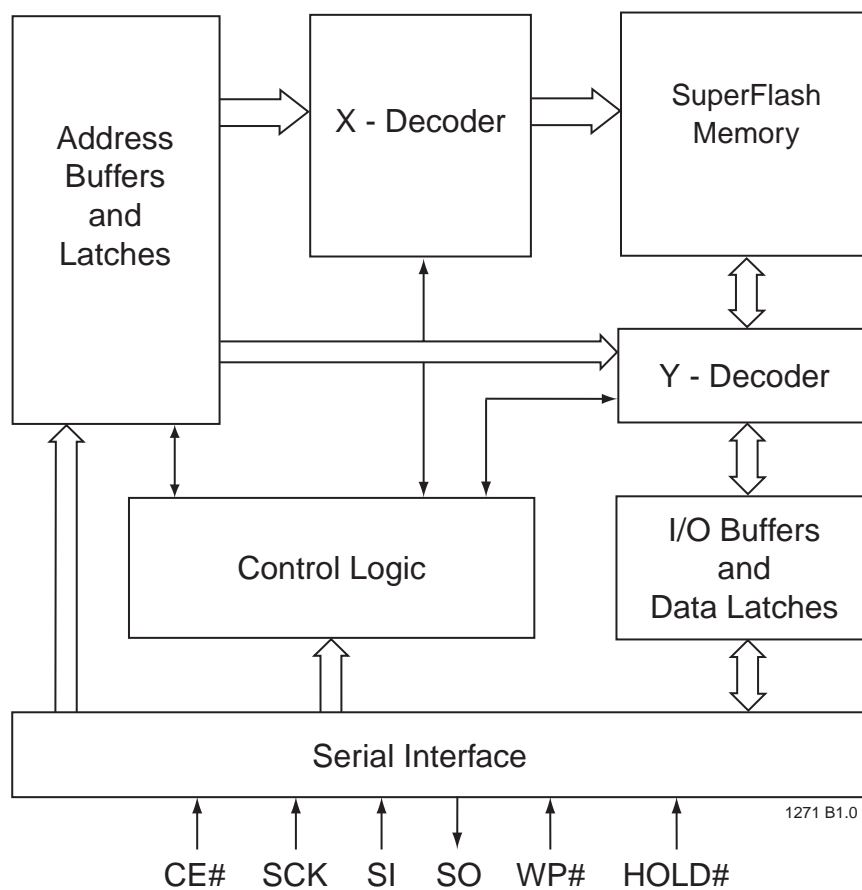 Address
Buffers
and
Latches
X - Decoder
SuperFlash
Memory
Y - Decoder
Control Logic
I/O Buffers
and
Data Latches
Serial Interface
1271 B1.0
CE# SCK SI SO WP# HOLD#